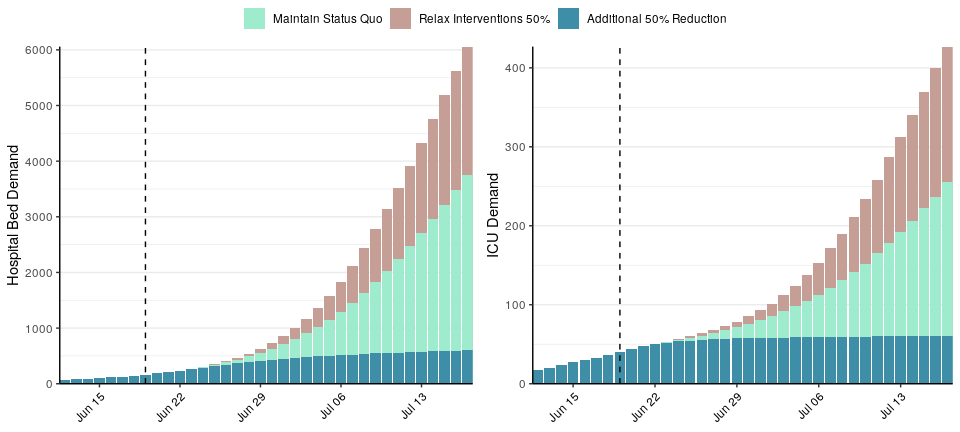 Maintain Status Quo Relax Interventions 50% Additional 50% Reduction
Hospital Bed Demand
6000
5000
4000
3000
2000
1000
0
Jun 15 Jun 22 Jun 29 Jul 06 Jul 13
ICU Demand
400
300
200
100
0
Jun 15 Jun 22 Jun 29 Jul 06 Jul 13